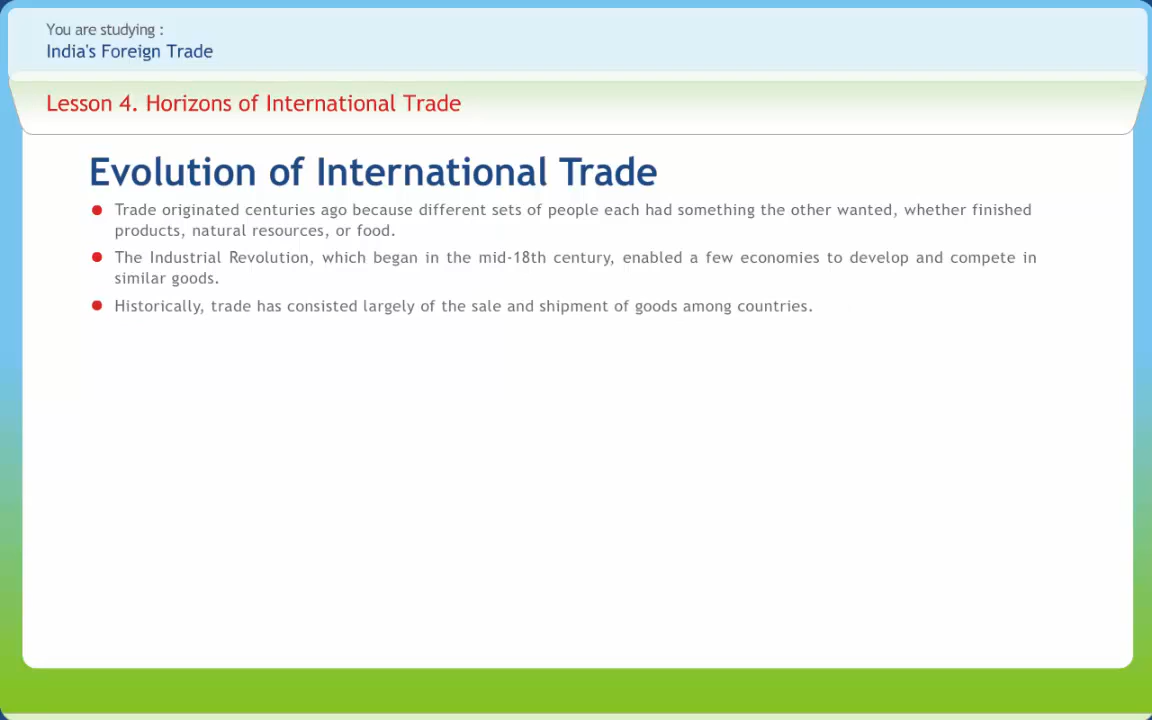 You are studying :
India's Foreign Trade
Lesson 4. Horizons of International Trade
Evolution of International Trade
Trade originated centuries ago because different sets of people each had something the other wanted, whether finished
products, natural resources, or food.
The Industrial Revolution, which began in the mid-18th century, enabled a few economies to develop and compete in
similar goods.
Historically, trade has consisted largely of the sale and shipment of goods among countries.